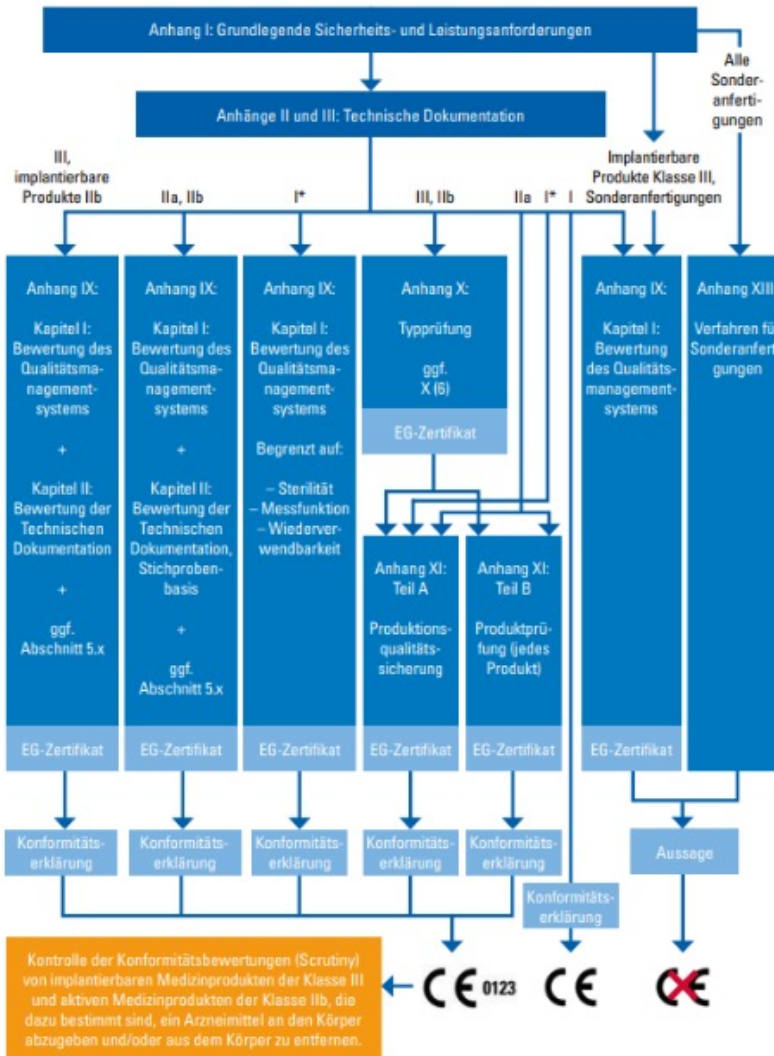 Anhang I: Grundlegende Sicherheits- und Leistungsanforderungen
Alle
Sonder-
anferti-
gungen
Anhänge II und III: Technische Dokumentation
III,
implantierbare
Produkte IIb
IIa, IIb
I*
III, IIb
IIa
I*
I
Implantierbare
Produkte Klasse III,
Sonderanfertigungen
Anhang IX:
Kapitel I:
Bewertung des
Qualitätsma-
nagement-
systems
+
Kapitel II:
Bewertung der
Technischen
Dokumentation
+
ggf.
Abschnitt 5.x
EG-Zertifikat
Anhang IX:
Kapitel I:
Bewertung des
Qualitätsma-
nagement-
systems
+
Kapitel II:
Bewertung der
Technischen
Dokumentation,
Stichproben-
basis
+
ggf.
Abschnitt 5.x
EG-Zertifikat
Anhang IX:
Kapitel I:
Bewertung des
Qualitätsma-
nagement-
systems
Begrenzt auf:
– Sterilität
– Messfunktion
– Wiederver-
wendbarkeit
EG-Zertifikat
Anhang X:
Typprüfung
ggf.
X (6)
EG-Zertifikat
Anhang XI:
Teil A
Produktions-
qualitäts-
sicherung
EG-Zertifikat
Anhang XI:
Teil B
Produktprü-
fung (jedes
Produkt)
EG-Zertifikat
Anhang IX:
Kapitel I:
Bewertung
des Qualitäts-
management-
systems
EG-Zertifikat
Anhang XIII
Verfahren fü
Sonderanfert
gungen
Konformitäts-
erklärung
Konformitäts-
erklärung
Konformitäts-
erklärung
Konformitäts-
erklärung
Konformitäts-
erklärung
Konformitäts-
erklärung
Aussage
Kontrolle der Konformitätsbewertungen (Scrutiny)
von implantierbaren Medizinprodukten der Klasse III
und aktiven Medizinprodukten der Klasse IIb, die
dazu bestimmt sind, ein Arzneimittel an den Körper
abzugeben und/oder aus dem Körper zu entfernen.
CE 0123
CE
CE